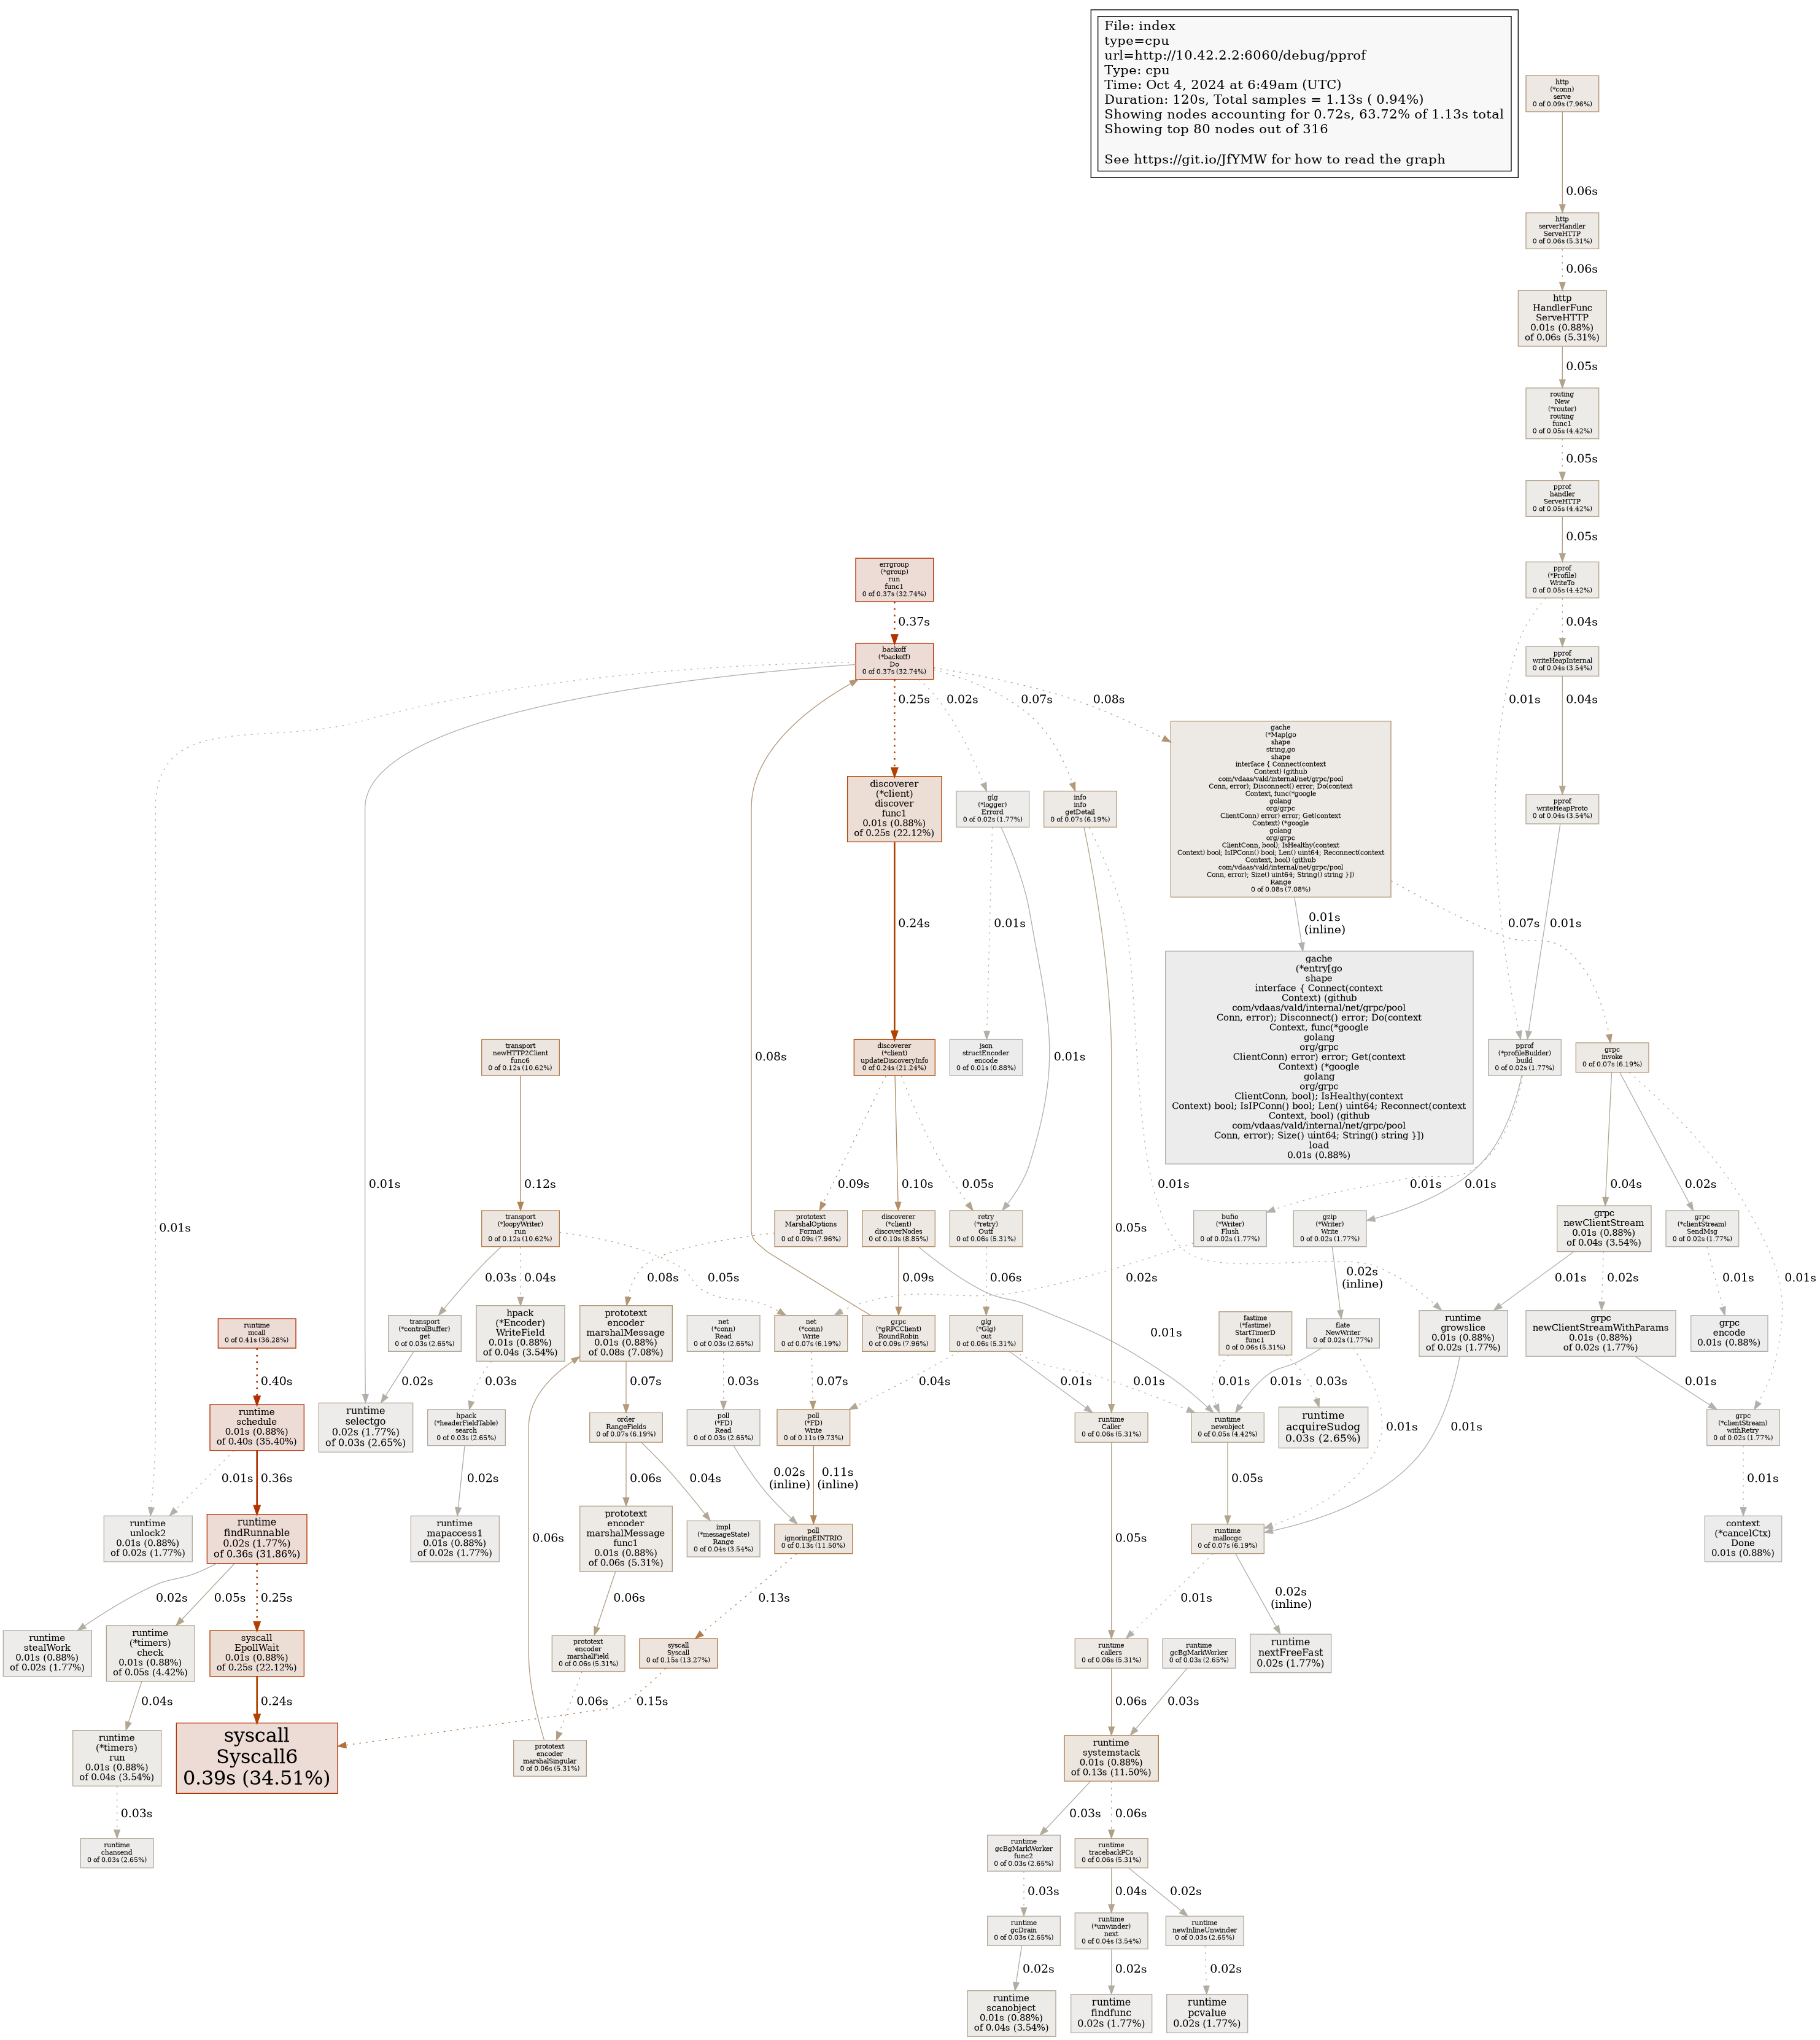 File: index
type=cpu
url=http://10.42.2.2:6060/debug/pprof
Type: cpu
Time: Oct 4, 2024 at 6:49am (UTC)
Duration: 120s, Total samples = 1.13s ( 0.94%)
Showing nodes accounting for 0.72s, 63.72% of 1.13s total
Showing top 80 nodes out of 316
See https://git.io/JfYMW for how to read the graph
http
(*conn)
serve
0 of 0.09s (7.96%)
0.06s
http
serverHandler
ServeHTTP
0 of 0.06s (5.31%)
0.06s
http
HandlerFunc
ServeHTTP
0.01s (0.88%)
of 0.06s (5.31%)
0.05s
routing
New
(*router)
routing
func1
0 of 0.05s (4.42%)
0.05s
pprof
handler
ServeHTTP
0 of 0.05s (4.42%)
0.05s
pprof
(*Profile)
WriteTo
0 of 0.05s (4.42%)
0.04s
0.01s
pprof
writeHeapInternal
0 of 0.04s (3.54%)
0.04s
pprof
writeHeapProto
0 of 0.04s (3.54%)
0.01s
errgroup
(*group)
run
func1
0 of 0.37s (32.74%)
0.37s
backoff
(*backoff)
Do
0 of 0.37s (32.74%)
0.25s
0.02s
0.07s
0.08s
0.01s
0.01s
discoverer
(*client)
discover
func1
0.01s (0.88%)
of 0.25s (22.12%)
0.24s
glg
(*logger)
Errord
0 of 0.02s (1.77%)
0.01s
0.01s
info
info
getDetail
0 of 0.07s (6.19%)
0.05s
0.01s
gache
(*Map[go
shape
string,go
shape
interface { Connect(context
Context) (github
com/vdaas/vald/internal/net/grpc/pool
Conn, error); Disconnect() error; Do(context
Context, func(*google
golang
org/grpc
ClientConn) error) error; Get(context
Context) (*google
golang
org/grpc
ClientConn, bool); IsHealthy(context
Context) bool; IsIPConn() bool; Len() uint64; Reconnect(context
Context, bool) (github
com/vdaas/vald/internal/net/grpc/pool
Conn, error); Size() uint64; String() string }])
Range
0 of 0.08s (7.08%)
0.01s
(inline)
0.07s
gache
(*entry[go
shape
interface { Connect(context
Context) (github
com/vdaas/vald/internal/net/grpc/pool
Conn, error); Disconnect() error; Do(context
Context, func(*google
golang
org/grpc
ClientConn) error) error; Get(context
Context) (*google
golang
org/grpc
ClientConn, bool); IsHealthy(context
Context) bool; IsIPConn() bool; Len() uint64; Reconnect(context
Context, bool) (github
com/vdaas/vald/internal/net/grpc/pool
Conn, error); Size() uint64; String() string }])
load
0.01s (0.88%)
transport
newHTTP2Client
func6
0 of 0.12s (10.62%)
0.12s
discoverer
(*client)
updateDiscoveryInfo
0 of 0.24s (21.24%)
0.09s
0.10s
0.05s
json
structEncoder
encode
0 of 0.01s (0.88%)
pprof
(*profileBuilder)
build
0 of 0.02s (1.77%)
0.01s
0.01s
grpc
invoke
0 of 0.07s (6.19%)
0.04s
0.02s
0.01s
transport
(*loopyWriter)
run
0 of 0.12s (10.62%)
0.03s
0.04s
0.05s
prototext
MarshalOptions
Format
0 of 0.09s (7.96%)
0.08s
discoverer
(*client)
discoverNodes
0 of 0.10s (8.85%)
0.09s
0.01s
retry
(*retry)
Outf
0 of 0.06s (5.31%)
0.06s
bufio
(*Writer)
Flush
0 of 0.02s (1.77%)
0.02s
gzip
(*Writer)
Write
0 of 0.02s (1.77%)
0.02s
(inline)
grpc
newClientStream
0.01s (0.88%)
of 0.04s (3.54%)
0.01s
0.02s
grpc
(*clientStream)
SendMsg
0 of 0.02s (1.77%)
0.01s
runtime
mcall
0 of 0.41s (36.28%)
0.40s
transport
(*controlBuffer)
get
0 of 0.03s (2.65%)
0.02s
hpack
(*Encoder)
WriteField
0.01s (0.88%)
of 0.04s (3.54%)
0.03s
prototext
encoder
marshalMessage
0.01s (0.88%)
of 0.08s (7.08%)
0.07s
net
(*conn)
Read
0 of 0.03s (2.65%)
0.03s
net
(*conn)
Write
0 of 0.07s (6.19%)
0.07s
grpc
(*gRPCClient)
RoundRobin
0 of 0.09s (7.96%)
0.08s
glg
(*Glg)
out
0 of 0.06s (5.31%)
0.04s
0.01s
0.01s
fastime
(*fastime)
StartTimerD
func1
0 of 0.06s (5.31%)
0.01s
0.03s
flate
NewWriter
0 of 0.02s (1.77%)
0.01s
0.01s
runtime
growslice
0.01s (0.88%)
of 0.02s (1.77%)
0.01s
grpc
newClientStreamWithParams
0.01s (0.88%)
of 0.02s (1.77%)
0.01s
grpc
encode
0.01s (0.88%)
runtime
schedule
0.01s (0.88%)
of 0.40s (35.40%)
0.01s
0.36s
runtime
selectgo
0.02s (1.77%)
of 0.03s (2.65%)
hpack
(*headerFieldTable)
search
0 of 0.03s (2.65%)
0.02s
order
RangeFields
0 of 0.07s (6.19%)
0.06s
0.04s
poll
(*FD)
Read
0 of 0.03s (2.65%)
0.02s
(inline)
poll
(*FD)
Write
0 of 0.11s (9.73%)
0.11s
(inline)
runtime
Caller
0 of 0.06s (5.31%)
0.05s
runtime
newobject
0 of 0.05s (4.42%)
0.05s
runtime
acquireSudog
0.03s (2.65%)
grpc
(*clientStream)
withRetry
0 of 0.02s (1.77%)
0.01s
runtime
unlock2
0.01s (0.88%)
of 0.02s (1.77%)
runtime
findRunnable
0.02s (1.77%)
of 0.36s (31.86%)
0.02s
0.05s
0.25s
runtime
mapaccess1
0.01s (0.88%)
of 0.02s (1.77%)
prototext
encoder
marshalMessage
func1
0.01s (0.88%)
of 0.06s (5.31%)
0.06s
impl
(*messageState)
Range
0 of 0.04s (3.54%)
poll
ignoringEINTRIO
0 of 0.13s (11.50%)
0.13s
runtime
mallocgc
0 of 0.07s (6.19%)
0.01s
0.02s
(inline)
context
(*cancelCtx)
Done
0.01s (0.88%)
runtime
stealWork
0.01s (0.88%)
of 0.02s (1.77%)
runtime
(*timers)
check
0.01s (0.88%)
of 0.05s (4.42%)
0.04s
syscall
EpollWait
0.01s (0.88%)
of 0.25s (22.12%)
0.24s
prototext
encoder
marshalField
0 of 0.06s (5.31%)
0.06s
syscall
Syscall
0 of 0.15s (13.27%)
0.15s
runtime
callers
0 of 0.06s (5.31%)
0.06s
runtime
gcBgMarkWorker
0 of 0.03s (2.65%)
0.03s
runtime
nextFreeFast
0.02s (1.77%)
runtime
(*timers)
run
0.01s (0.88%)
of 0.04s (3.54%)
0.03s
syscall
Syscall6
0.39s (34.51%)
prototext
encoder
marshalSingular
0 of 0.06s (5.31%)
0.06s
runtime
systemstack
0.01s (0.88%)
of 0.13s (11.50%)
0.03s
0.06s
runtime
chansend
0 of 0.03s (2.65%)
runtime
gcBgMarkWorker
func2
0 of 0.03s (2.65%)
0.03s
runtime
tracebackPCs
0 of 0.06s (5.31%)
0.04s
0.02s
runtime
gcDrain
0 of 0.03s (2.65%)
0.02s
runtime
(*unwinder)
next
0 of 0.04s (3.54%)
0.02s
runtime
newInlineUnwinder
0 of 0.03s (2.65%)
0.02s
runtime
scanobject
0.01s (0.88%)
of 0.04s (3.54%)
runtime
findfunc
0.02s (1.77%)
runtime
pcvalue
0.02s (1.77%)